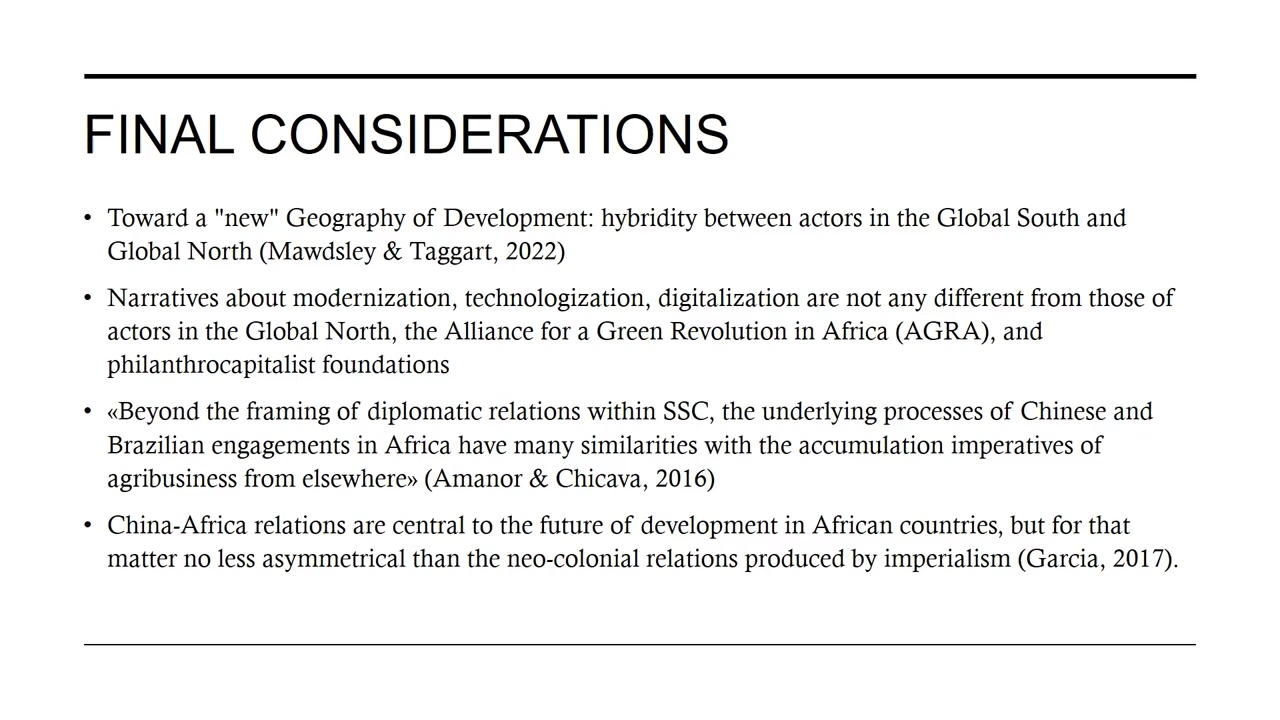 FINAL CONSIDERATIONS
• Toward a "new" Geography of Development: hybridity between actors in the Global South and
Global North (Mawdsley & Taggart, 2022)
• Narratives about modernization, technologization, digitalization are not any different from those of
actors in the Global North, the Alliance for a Green Revolution in Africa (AGRA), and
philanthrocapitalist foundations
• «Beyond the framing of diplomatic relations within SSC, the underlying processes of Chinese and
Brazilian engagements in Africa have many similarities with the accumulation imperatives of
agribusiness from elsewhere» (Amanor & Chicava, 2016)
• China-Africa relations are central to the future of development in African countries, but for that
matter no less asymmetrical than the neo-colonial relations produced by imperialism (Garcia, 2017).